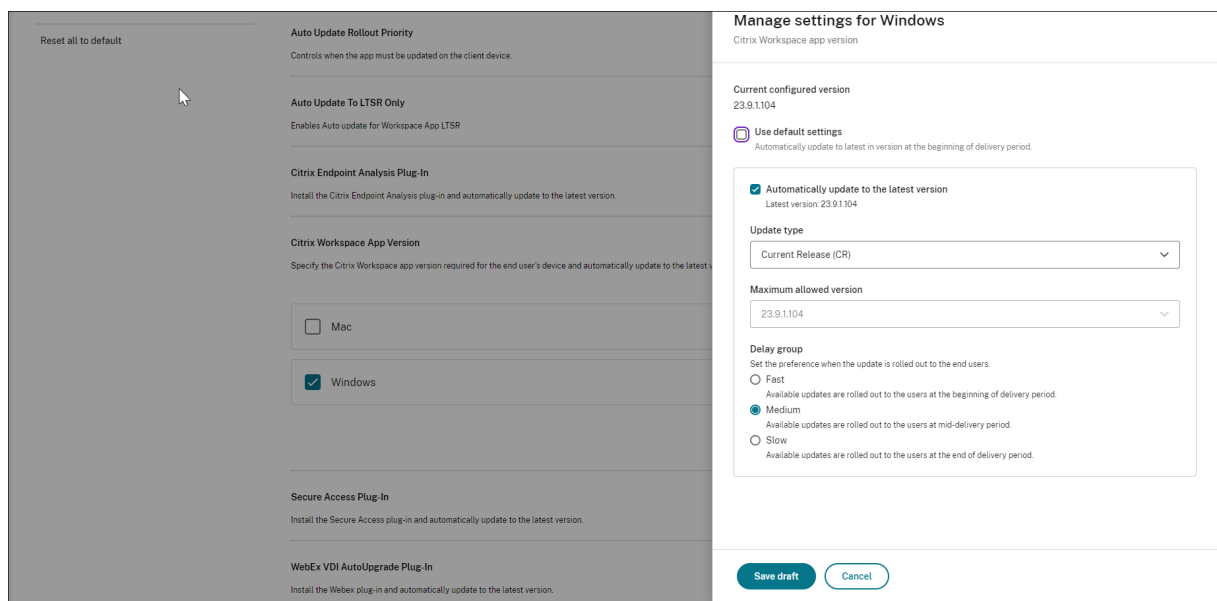 Reset all to default
Auto Update Rollout Priority
Controls when the app must be updated on the client device.
Auto Update To LTSR Only
Enables Auto update for Workspace App LTSR
Citrix Endpoint Analysis Plug-In
Install the Citrix Endpoint Analysis plug-in and automatically update to the latest version.
Citrix Workspace App Version
Specify the Citrix Workspace app version required for the end user's device and automatically update to the latest v
Mac
Windows
Secure Access Plug-In
Install the Secure Access plug-in and automatically update to the latest version.
WebEx VDI AutoUpgrade Plug-In
Install the Webex plug-in and automatically update to the latest version.
Manage settings for Windows
Citrix Workspace app version
Current configured version
23.9.1.104
Use default settings
Automatically update to latest in version at the beginning of delivery period.
Automatically update to the latest version
Latest version: 23.9.1.104
Update type
Current Release (CR)
Maximum allowed version
23.9.1.104
Delay group
Set the preference when the update is rolled out to the end users.
Fast
Available updates are rolled out to the users at the beginning of delivery period.
Medium
Available updates are rolled out to the users at mid-delivery period.
Slow
Available updates are rolled out to the users at the end of delivery period.
Save draft
Cancel